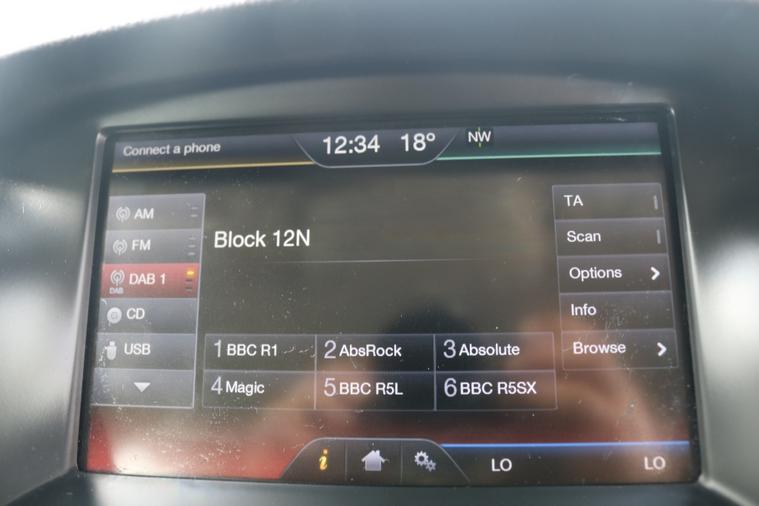 Connect a phone 12:34 18° NW
AM
FM
DAB 1
DAB
CD
USB
Block 12N
1 BBC R1 2 AbsRock 3 Absolute
4 Magic 5 BBC R5L 6 BBC R5SX
TA
Scan
Options
Info
Browse
i LO LO